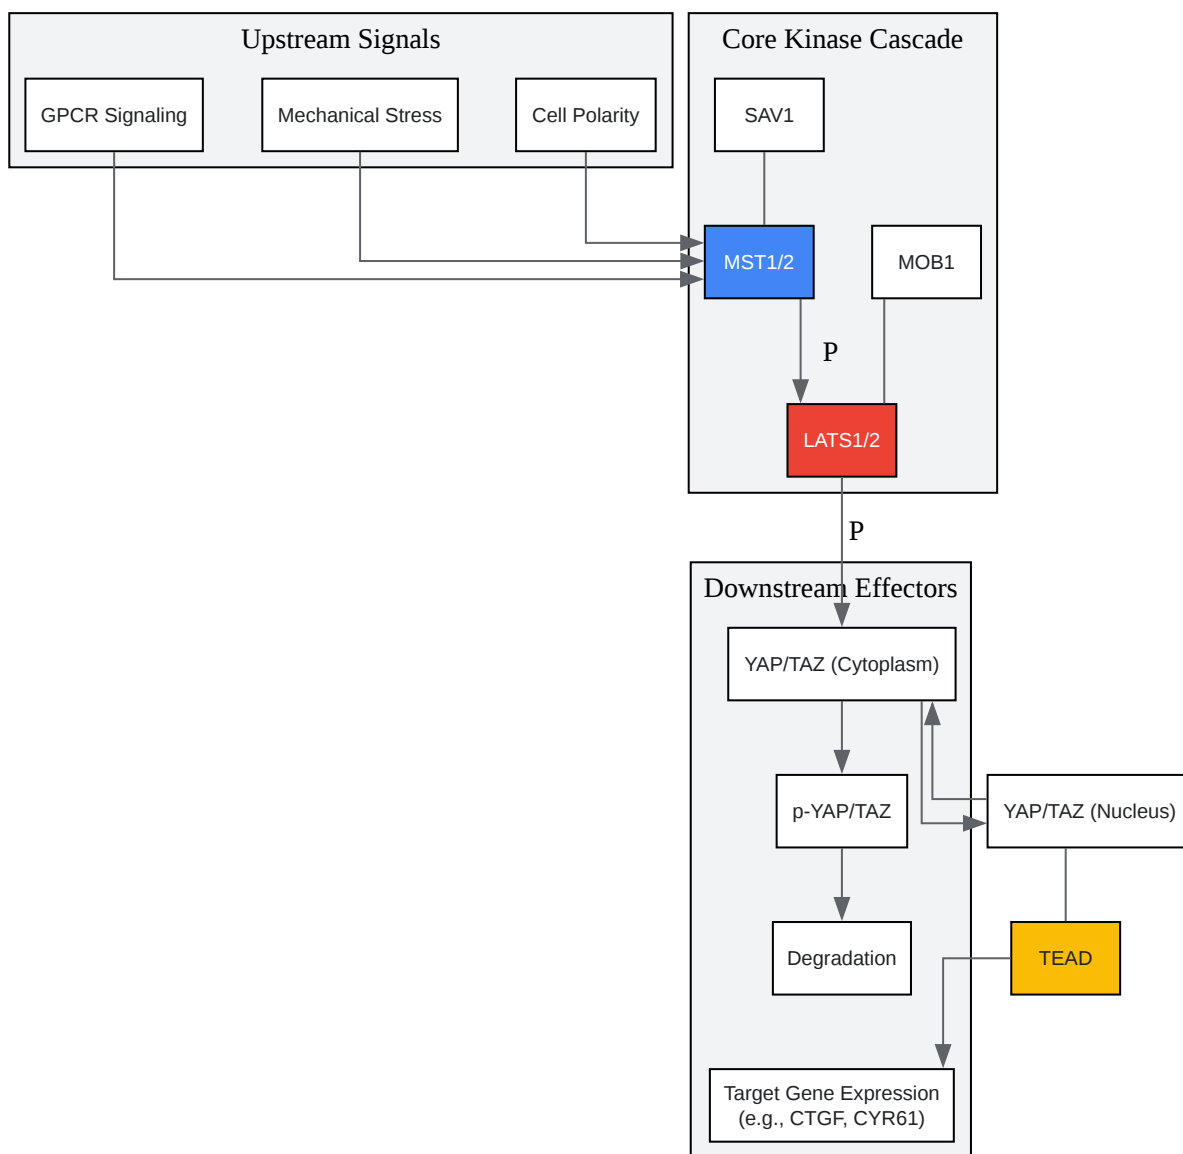 Upstream Signals
Core Kinase Cascade
GPCR Signaling
Mechanical Stress
Cell Polarity
SAV1
MST1/2
MOB1
P
LATS1/2
P
Downstream Effectors
YAP/TAZ (Cytoplasm)
p-YAP/TAZ
YAP/TAZ (Nucleus)
Degradation
TEAD
Target Gene Expression
(e.g., CTGF, CYR61)